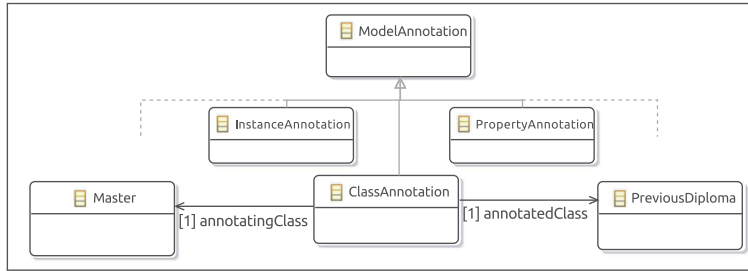 ModelAnnotation
InstanceAnnotation
PropertyAnnotation
Master
ClassAnnotation
PreviousDiploma
[1] annotatingClass
[1] annotatedClass